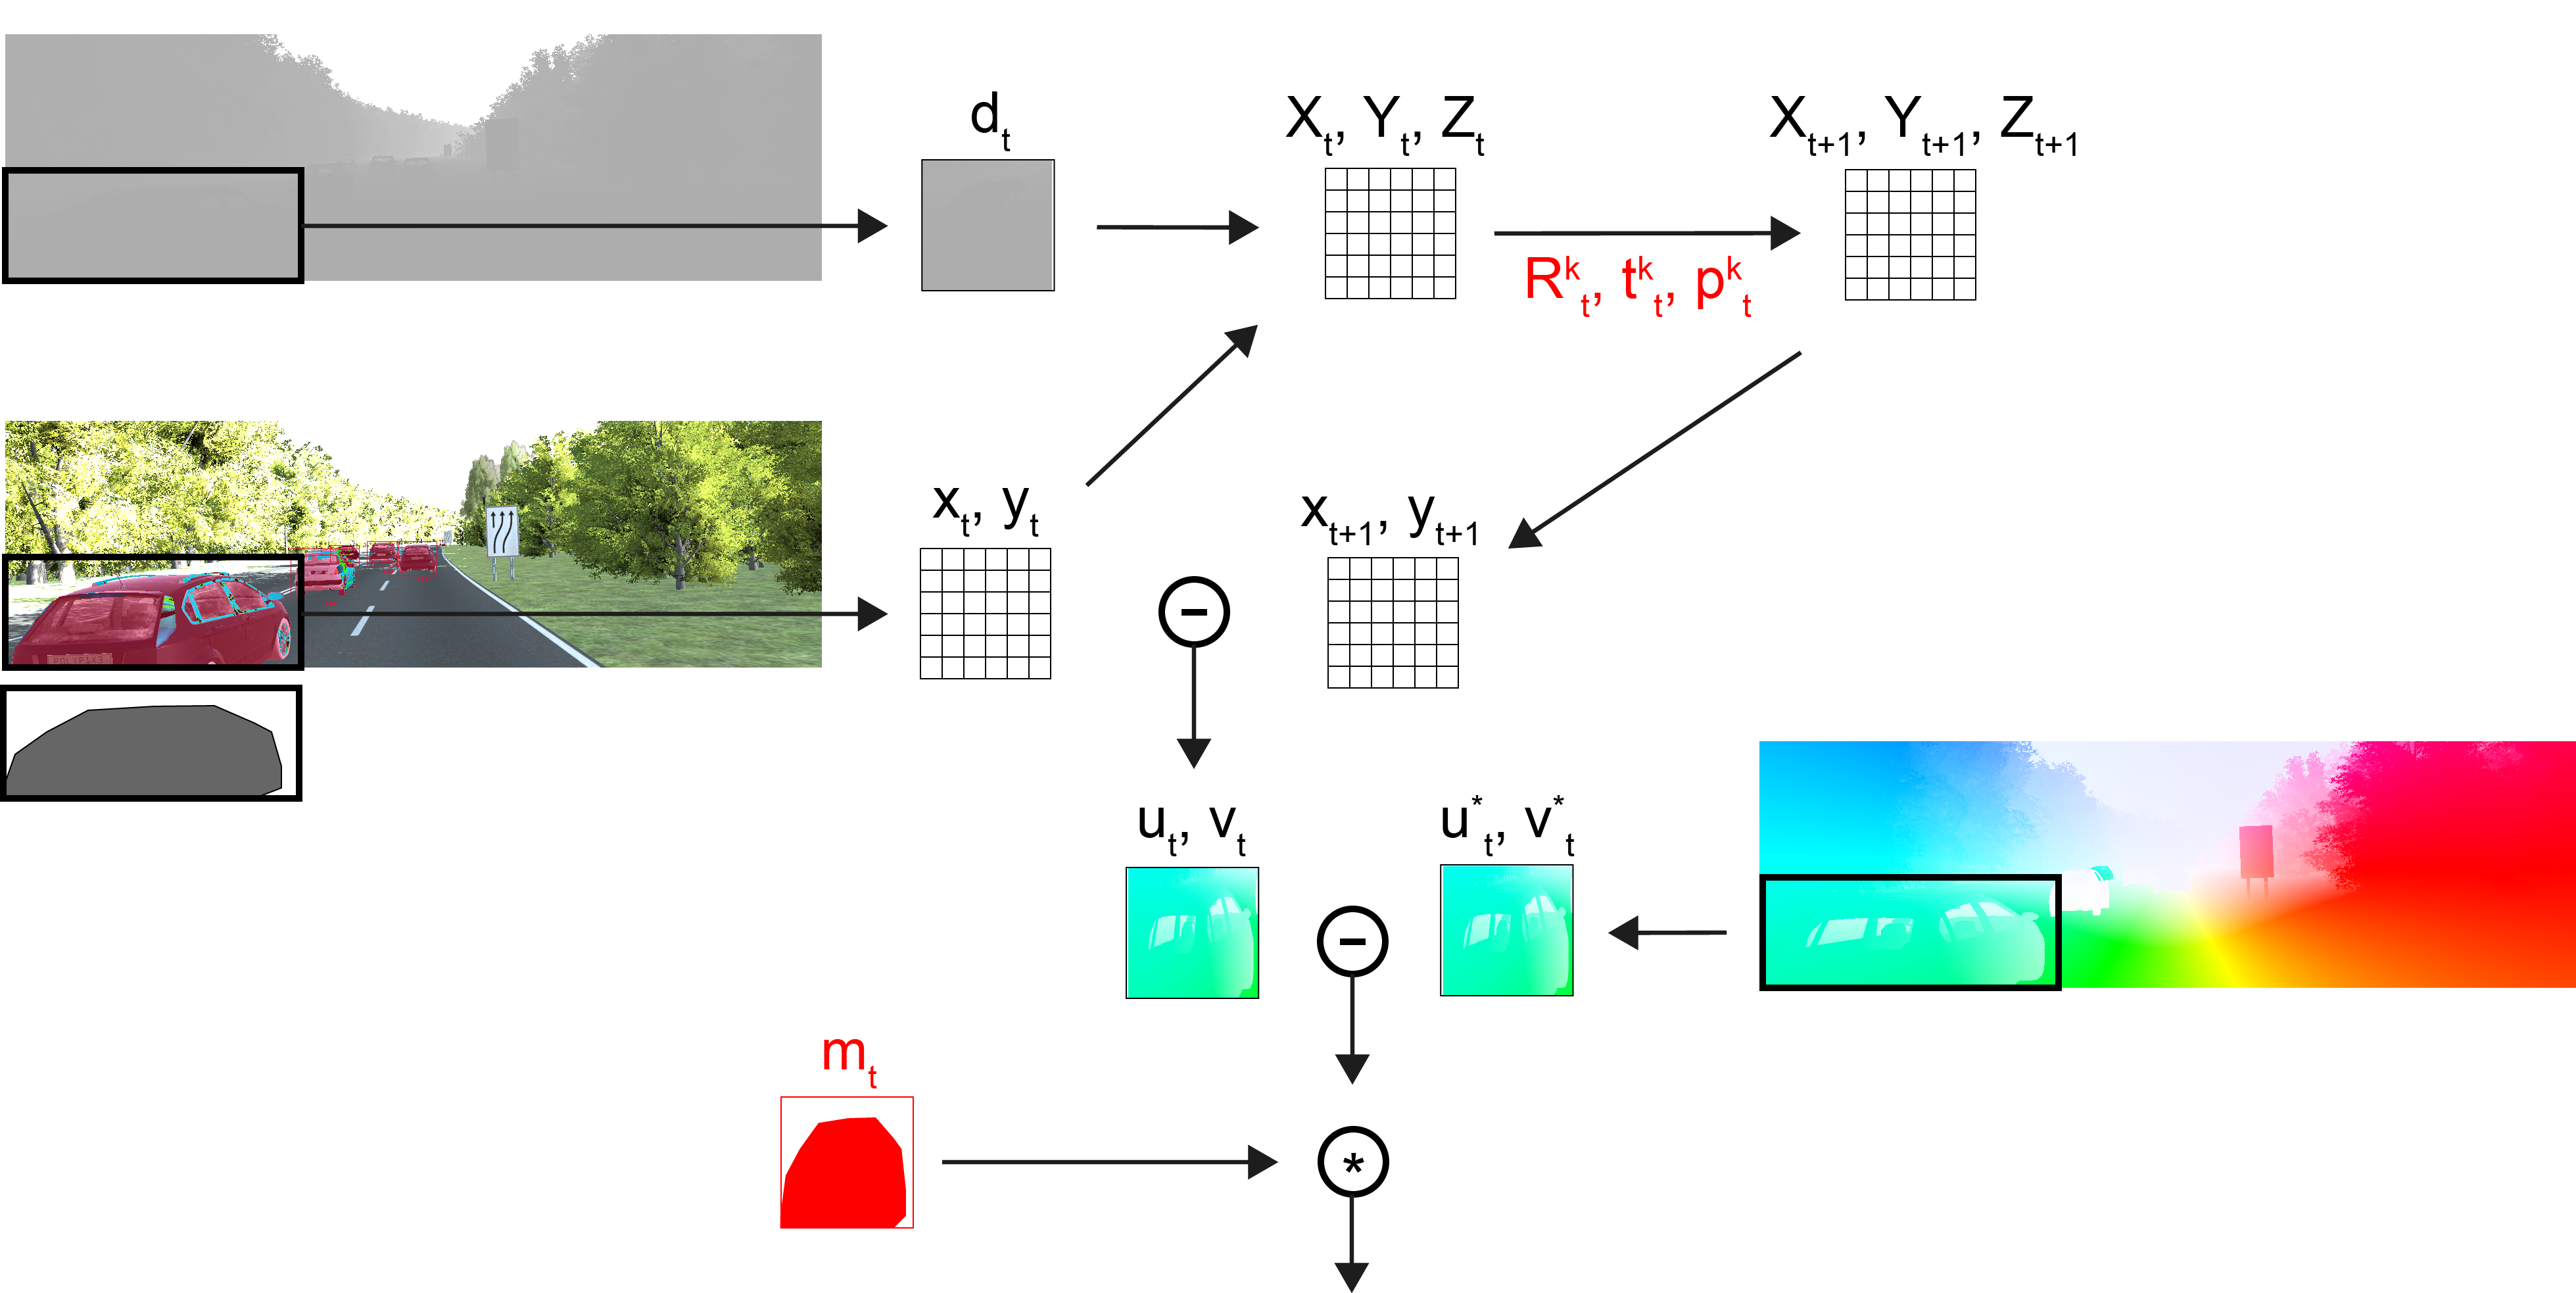 d_t
X_t, Y_t, Z_t
X_{t+1}, Y_{t+1}, Z_{t+1}
R^k_t, t^k_t, p^k_t
x_t, y_t
x_{t+1}, y_{t+1}
−
u_t, v_t
u^*_t, v^*_t
−
m_t
*